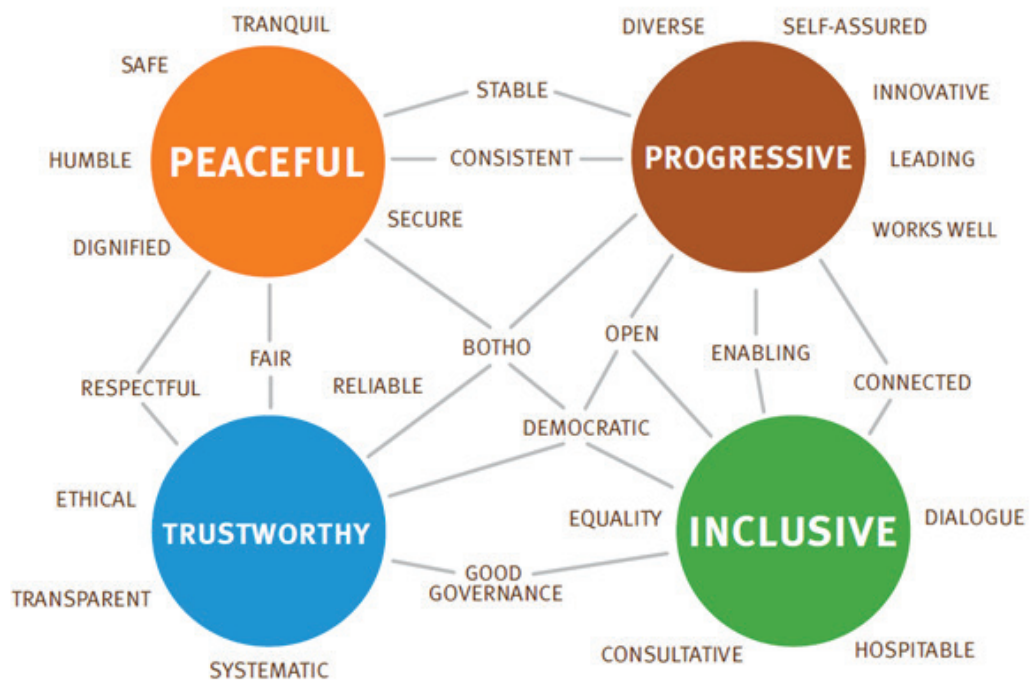 TRANQUIL
DIVERSE
SELF-ASSURED
SAFE
STABLE
INNOVATIVE
HUMBLE
PEACEFUL
CONSISTENT
PROGRESSIVE
LEADING
SECURE
DIGNIFIED
WORKS WELL
FAIR
BOTHO
OPEN
ENABLING
RESPECTFUL
RELIABLE
CONNECTED
DEMOCRATIC
ETHICAL
TRUSTWORTHY
EQUALITY
INCLUSIVE
DIALOGUE
GOOD
GOVERNANCE
TRANSPARENT
SYSTEMATIC
CONSULTATIVE
HOSPITABLE